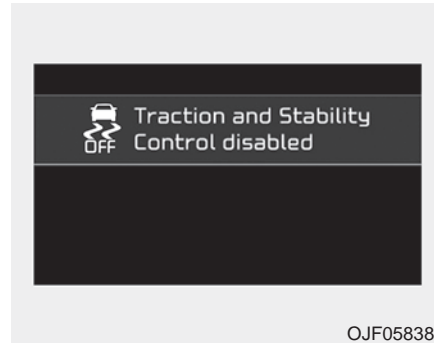 Traction and Stability
OFF Control disabled
OJF05838